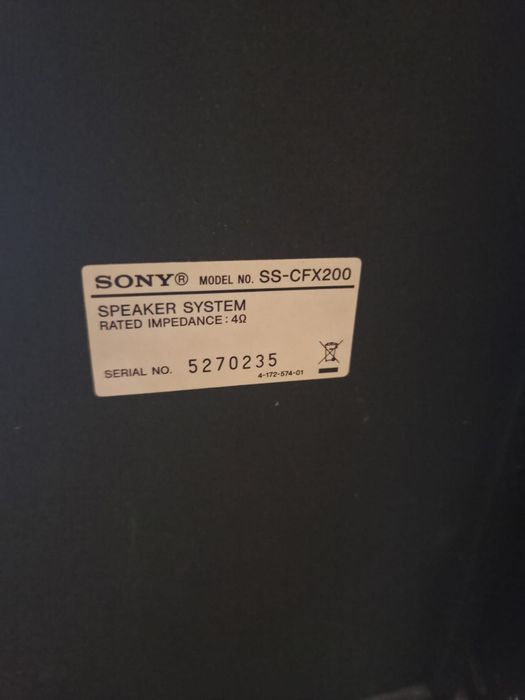 SONY® MODEL NO. SS-CFX200
SPEAKER SYSTEM
RATED IMPEDANCE: 4Ω
SERIAL NO. 5270235
4-172-574-01